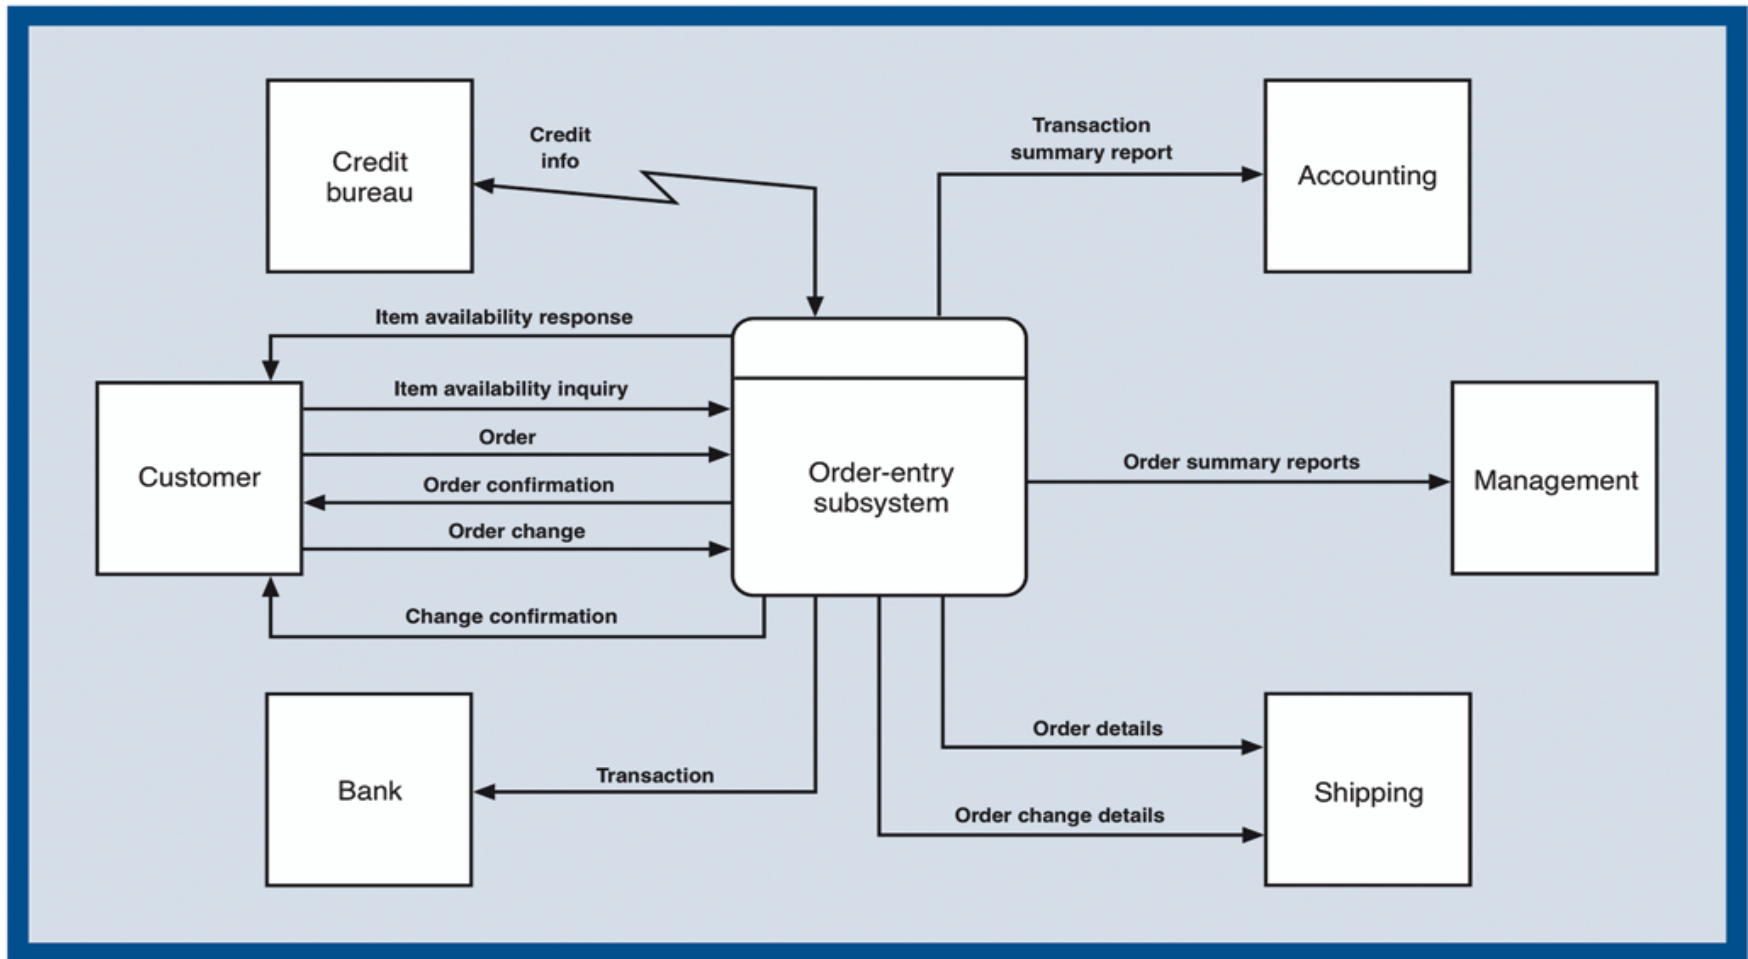 Credit
bureau
Credit
info
Transaction
summary report
Accounting
Item availability response
Item availability inquiry
Order
Order confirmation
Order change
Change confirmation
Customer
Order-entry
subsystem
Order summary reports
Management
Bank
Transaction
Order details
Order change details
Shipping